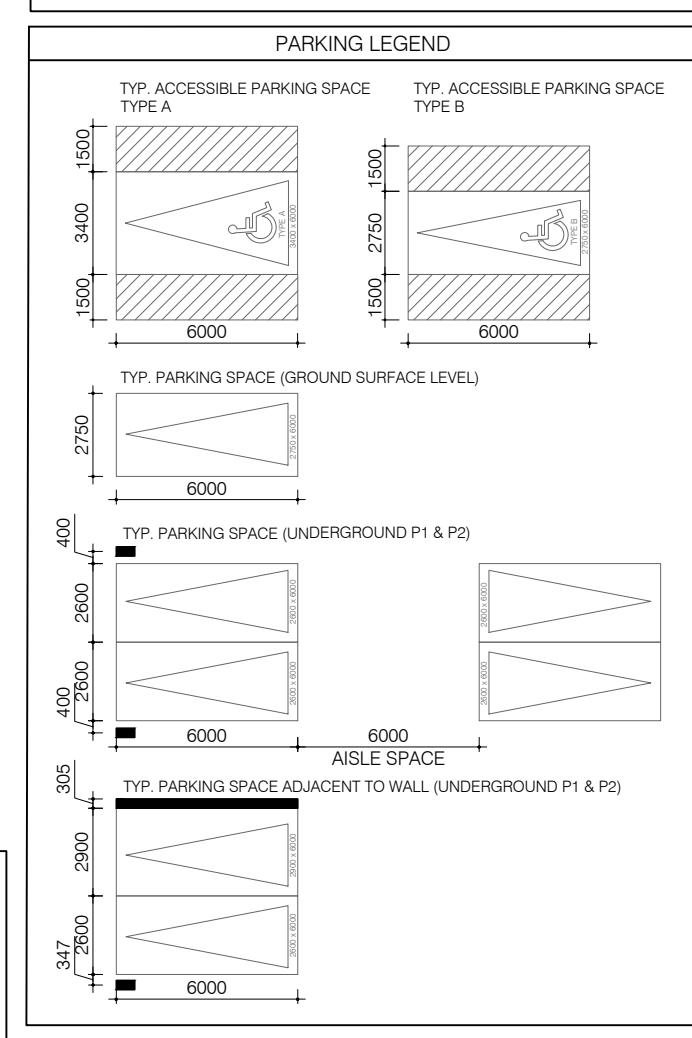 PARKING LEGEND
TYP. ACCESSIBLE PARKING SPACE
TYPE A
1500
3400
1500
TYPE A
3400 x 6000
6000
TYP. ACCESSIBLE PARKING SPACE
TYPE B
1500
2750
1500
TYPE B
2750 x 6000
6000
TYP. PARKING SPACE (GROUND SURFACE LEVEL)
2750
2750 x 6000
6000
TYP. PARKING SPACE (UNDERGROUND P1 & P2)
400
2600
2600
400
2600 x 6000
2600 x 6000
2600 x 6000
2600 x 6000
6000
6000
AISLE SPACE
TYP. PARKING SPACE ADJACENT TO WALL (UNDERGROUND P1 & P2)
305
2900
2600
347
2900 x 6000
2600 x 6000
6000